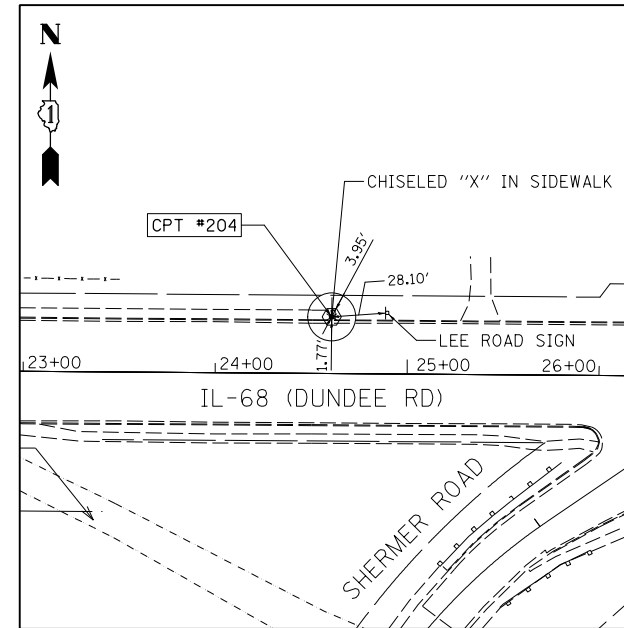 N
1
CHISELED "X" IN SIDEWALK
CPT #204
3.95'
28.10'
LEE ROAD SIGN
1.77'
23+00
24+00
25+00
26+00
IL-68 (DUNDEE RD)
SHERMER ROAD